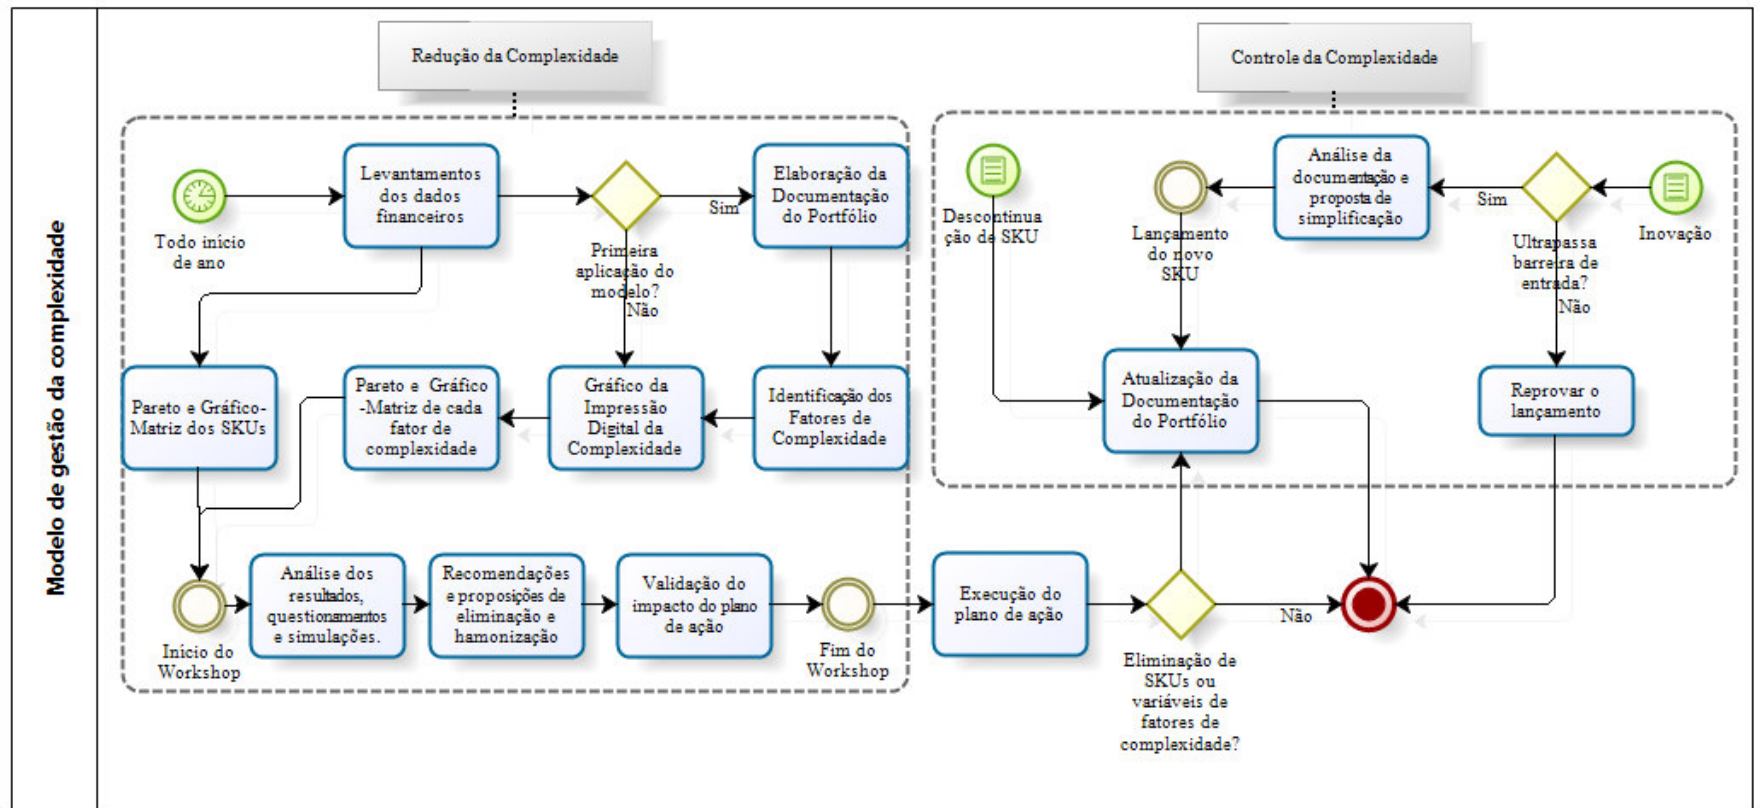 Modelo de gestão da complexidade
Redução da Complexidade
Controle da Complexidade
Todo início
de ano
Levantamentos
dos dados
financeiros
Primeira
aplicação do
modelo?
Sim
Não
Elaboração da
Documentação
do Portfólio
Pareto e Gráfico-
Matriz dos SKUs
Pareto e Gráfico
-Matriz de cada
fator de
complexidade
Gráfico da
Impressão
Digital da
Complexidade
Identificação dos
Fatores de
Complexidade
Início do
Workshop
Análise dos
resultados,
questionamentos
e simulações.
Recomendações
e proposições de
eliminação e
hamonização
Validação do
impacto do plano
de ação
Fim do
Workshop
Execução do
plano de ação
Eliminação de
SKUs ou
variáveis de
fatores de
complexidade?
Não
Descontinua
ção de SKU
Lançamento
do novo
SKU
Análise da
documentação e
proposta de
simplificação
Sim
Ultrapassa
barreira de
entrada?
Não
Inovação
Atualização da
Documentação
do Portfólio
Reprovar o
lançamento